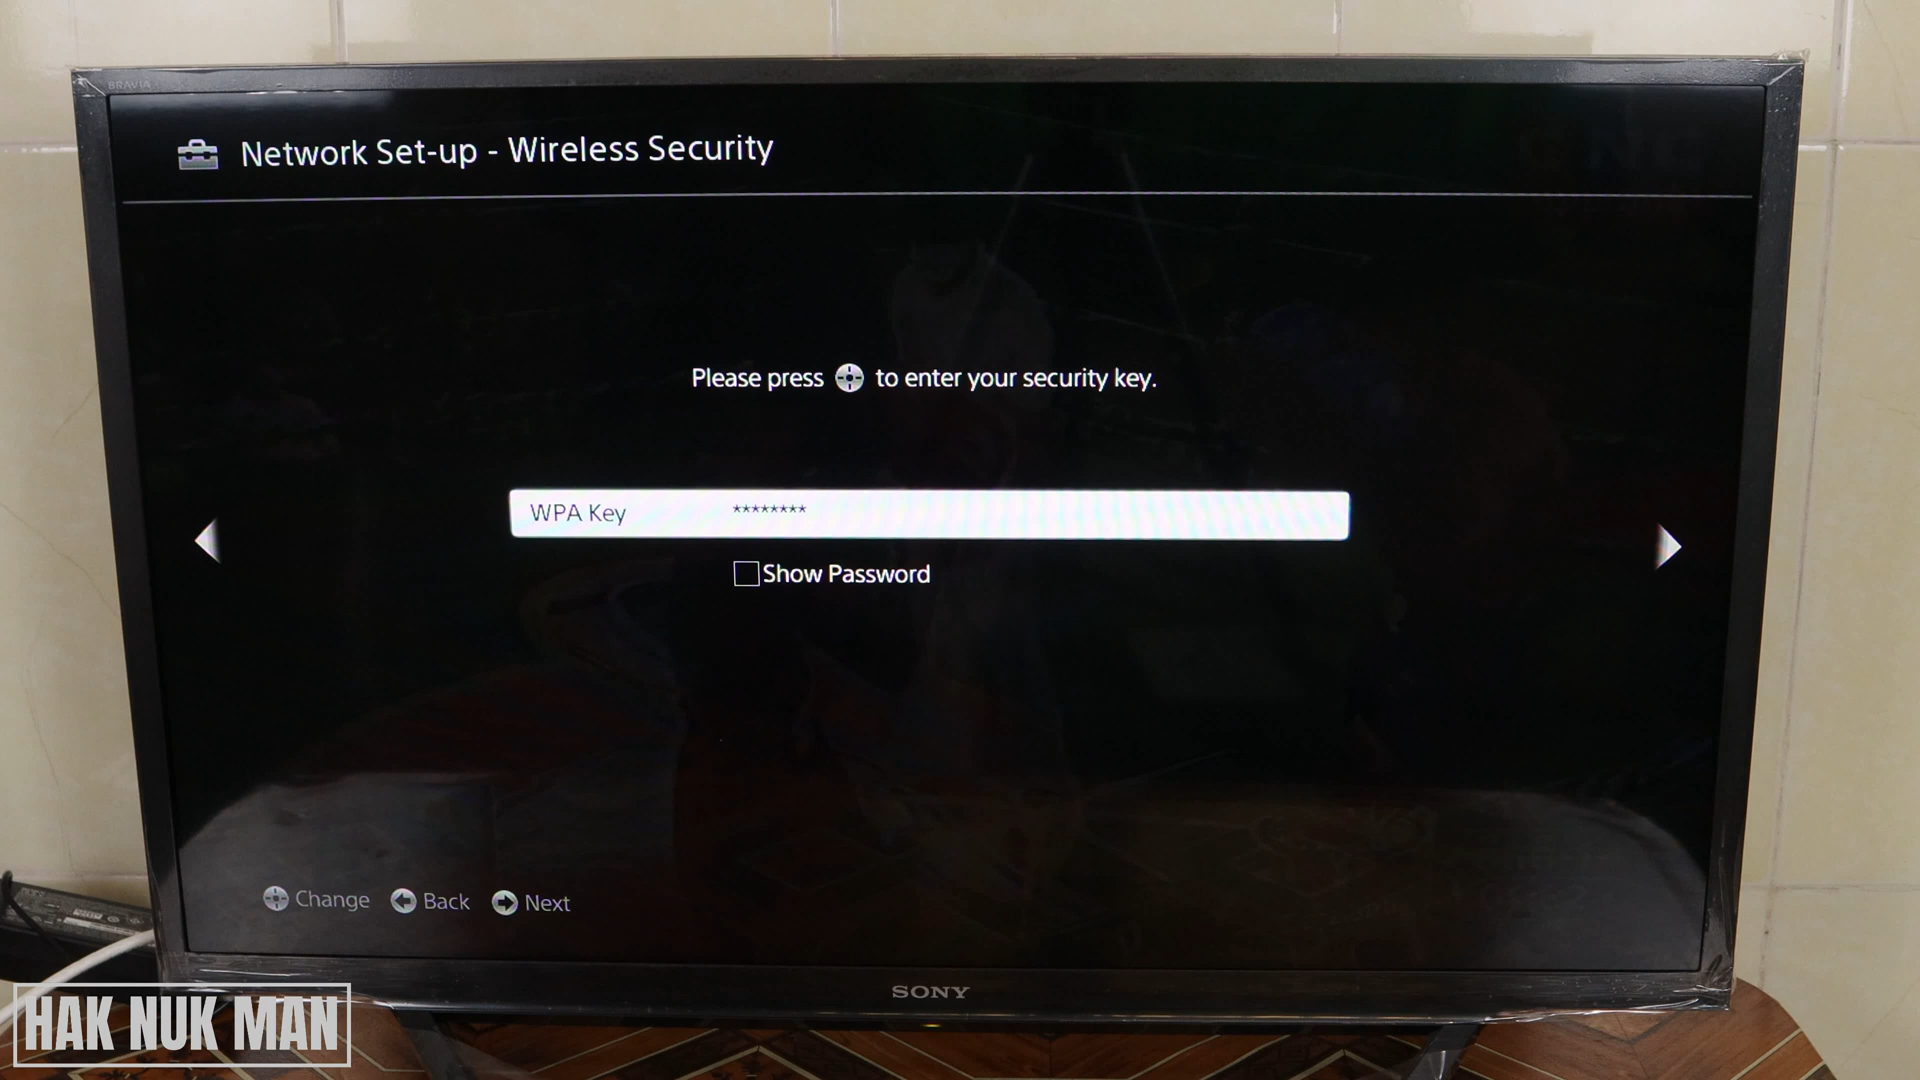 BRAVIA
Network Set-up - Wireless Security
Please press to enter your security key.
WPA Key ********
Show Password
Change Back Next
SONY
HAK NUK MAN